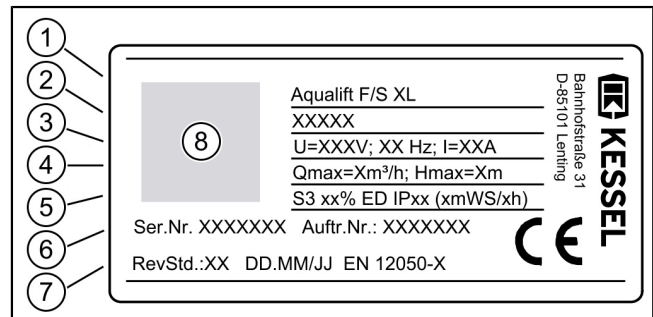 1
2
3
4
5
6
7
8
Aqualift F/S XL
XXXXX
U=XXXV; XX Hz; I=XXA
Qmax=Xm³/h; Hmax=Xm
S3 xx% ED IPxx (xmWS/xh)
Ser.Nr. XXXXXXX Auftr.Nr.: XXXXXXX
RevStd.:XX DD.MM/JJ EN 12050-X
Bahnhofstraße 31
D-85101 Lenting
KESSEL
CE